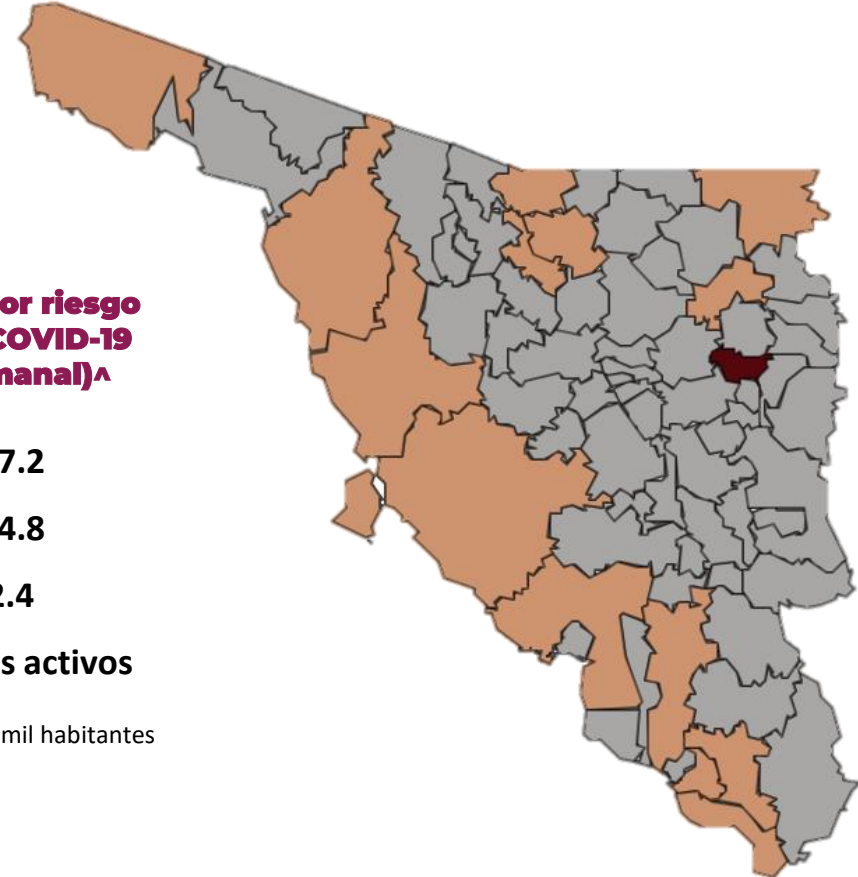 or riesgo
COVID-19
manal)^
7.2
4.8
2.4
s activos
mil habitantes